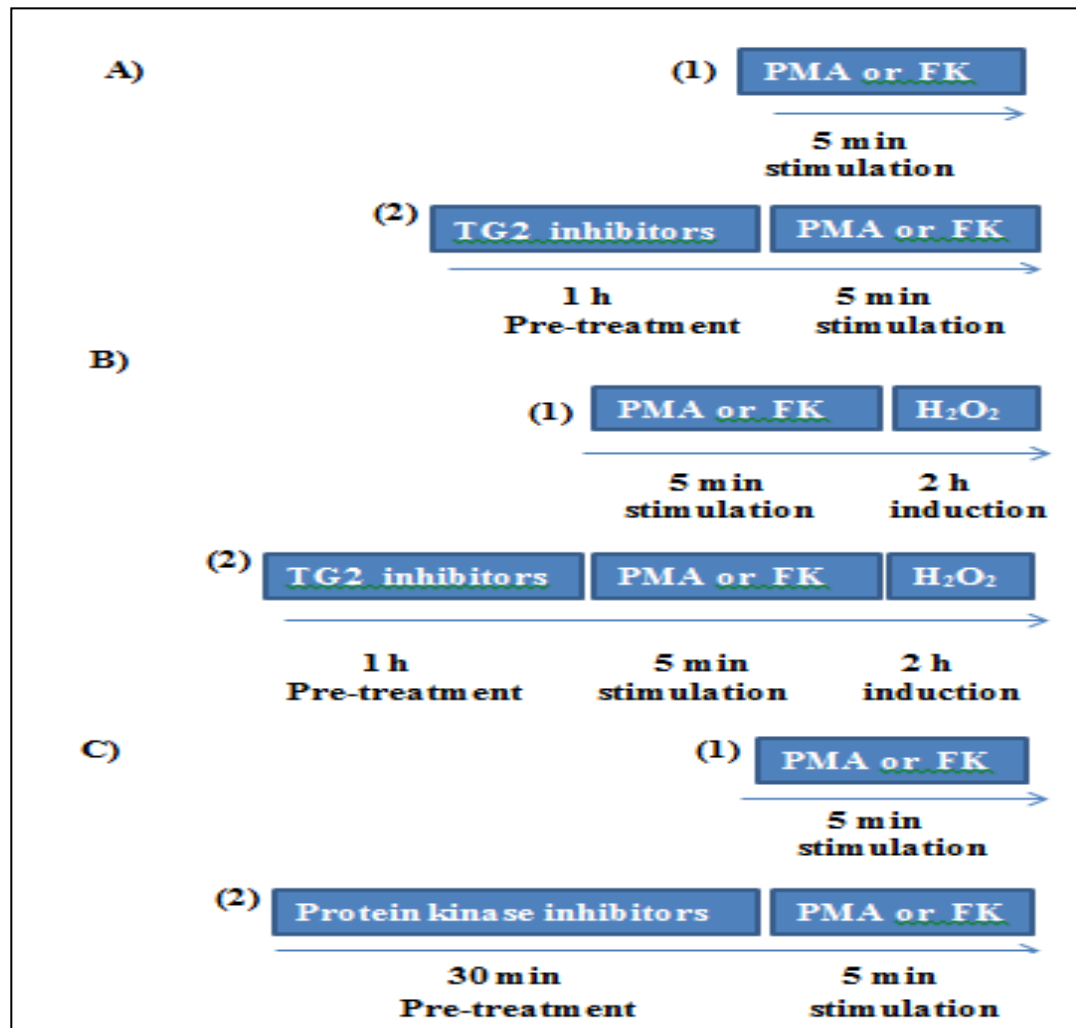 A)
(1) PMA or FK
5 min
stimulation
(2) TG2 inhibitors PMA or FK
1 h 5 min
Pre-treatment stimulation
B)
(1) PMA or FK H₂O₂
5 min 2 h
stimulation induction
(2) TG2 inhibitors PMA or FK H₂O₂
1 h 5 min 2 h
Pre-treatment stimulation induction
C)
(1) PMA or FK
5 min
stimulation
(2) Protein kinase inhibitors PMA or FK
30 min 5 min
Pre-treatment stimulation